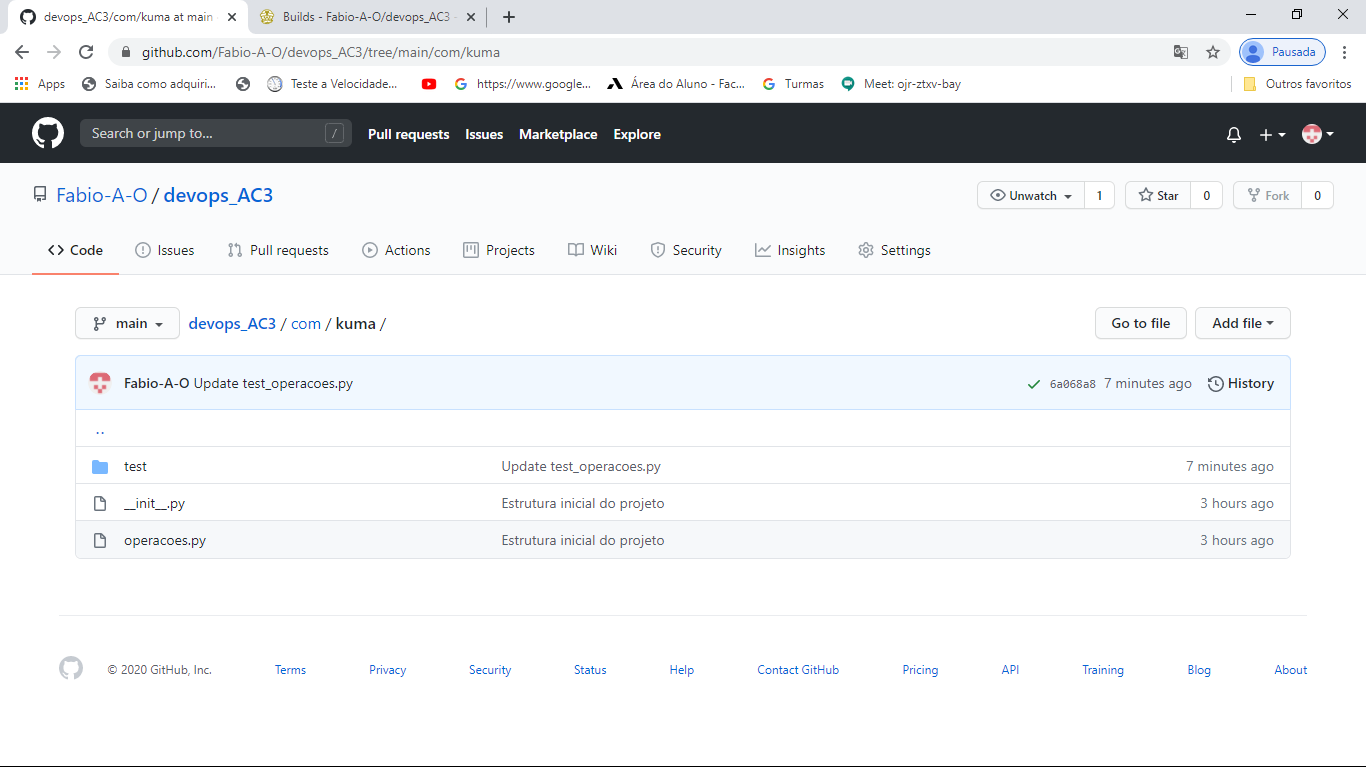 devops_AC3/com/kuma at main
Builds - Fabio-A-O/devops_AC3
github.com/Fabio-A-O/devops_AC3/tree/main/com/kuma
Pausada
Apps
Saiba como adquiri...
Teste a Velocidade...
https://www.google...
Área do Aluno - Fac...
Turmas
Meet: ojr-ztxv-bay
Outros favoritos
Search or jump to...
/
Pull requests
Issues
Marketplace
Explore
Fabio-A-O / devops_AC3
Unwatch
1
Star
0
Fork
0
Code
Issues
Pull requests
Actions
Projects
Wiki
Security
Insights
Settings
main
devops_AC3 / com / kuma /
Go to file
Add file
Fabio-A-O Update test_operacoes.py
6a068a8
7 minutes ago
History
..
test
Update test_operacoes.py
7 minutes ago
__init__.py
Estrutura inicial do projeto
3 hours ago
operacoes.py
Estrutura inicial do projeto
3 hours ago
© 2020 GitHub, Inc.
Terms
Privacy
Security
Status
Help
Contact GitHub
Pricing
API
Training
Blog
About